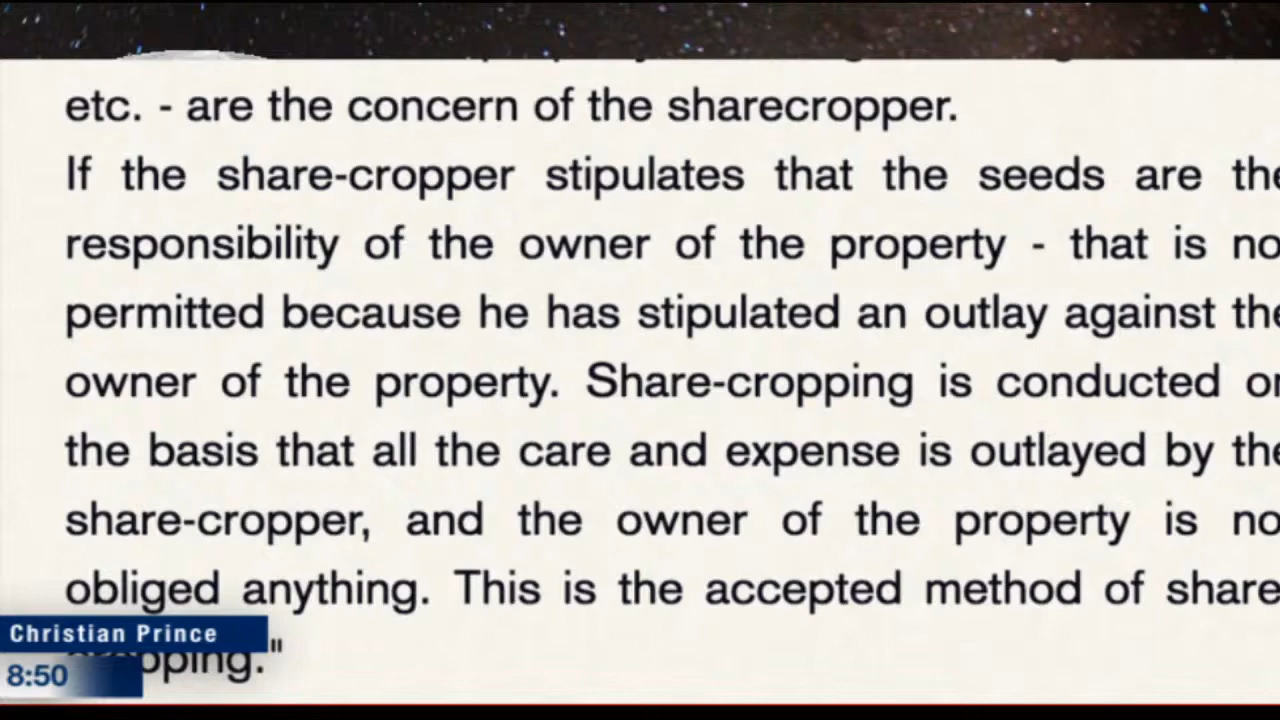 etc. - are the concern of the sharecropper.
If the share-cropper stipulates that the seeds are the
responsibility of the owner of the property - that is no
permitted because he has stipulated an outlay against the
owner of the property. Share-cropping is conducted or
the basis that all the care and expense is outlayed by the
share-cropper, and the owner of the property is no
obliged anything. This is the accepted method of share
cropping."
Christian Prince
8:50